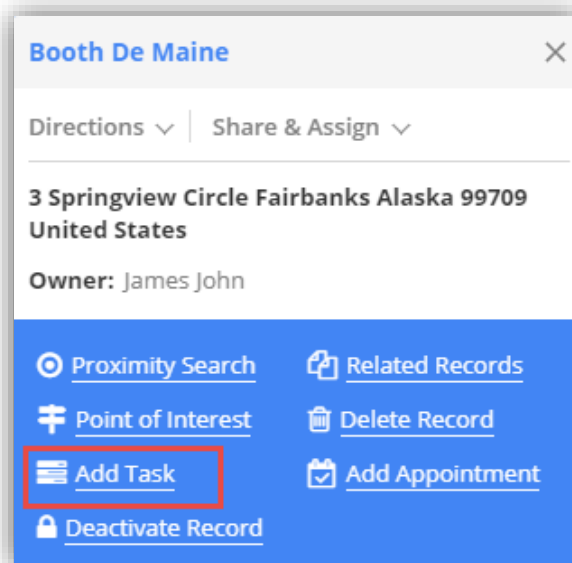 Booth De Maine
Directions Share & Assign
3 Springview Circle Fairbanks Alaska 99709
United States
Owner: James John
Proximity Search Related Records
Point of Interest Delete Record
Add Task Add Appointment
Deactivate Record